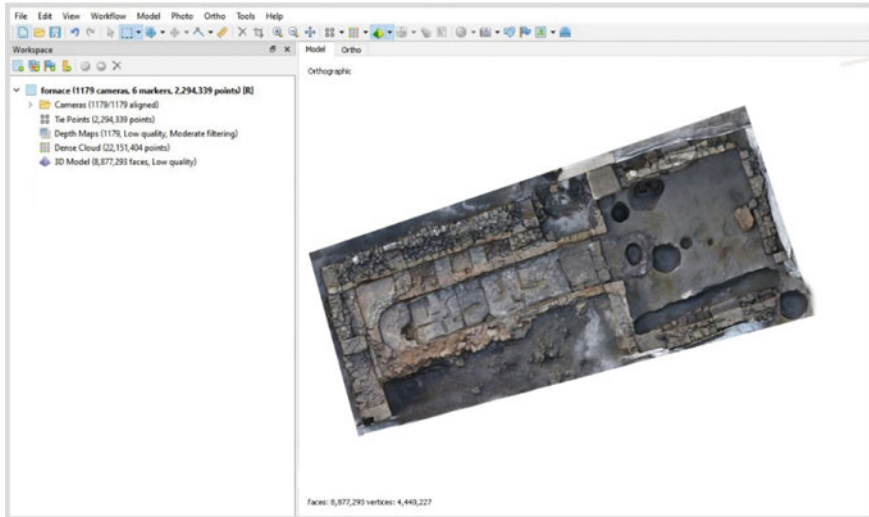 File Edit View Workflow Model Photo Ortho Tools Help
Workspace
fornace (1179 cameras, 6 markers, 2,294,339 points) [R]
Cameras (1179/1179 aligned)
Tie Points (2,294,339 points)
Depth Maps (1179, Low quality, Moderate filtering)
Dense Cloud (22,151,404 points)
3D Model (8,877,293 faces, Low quality)
Model Ortho
Orthographic
faces: 8,877,293 vertices: 4,440,227